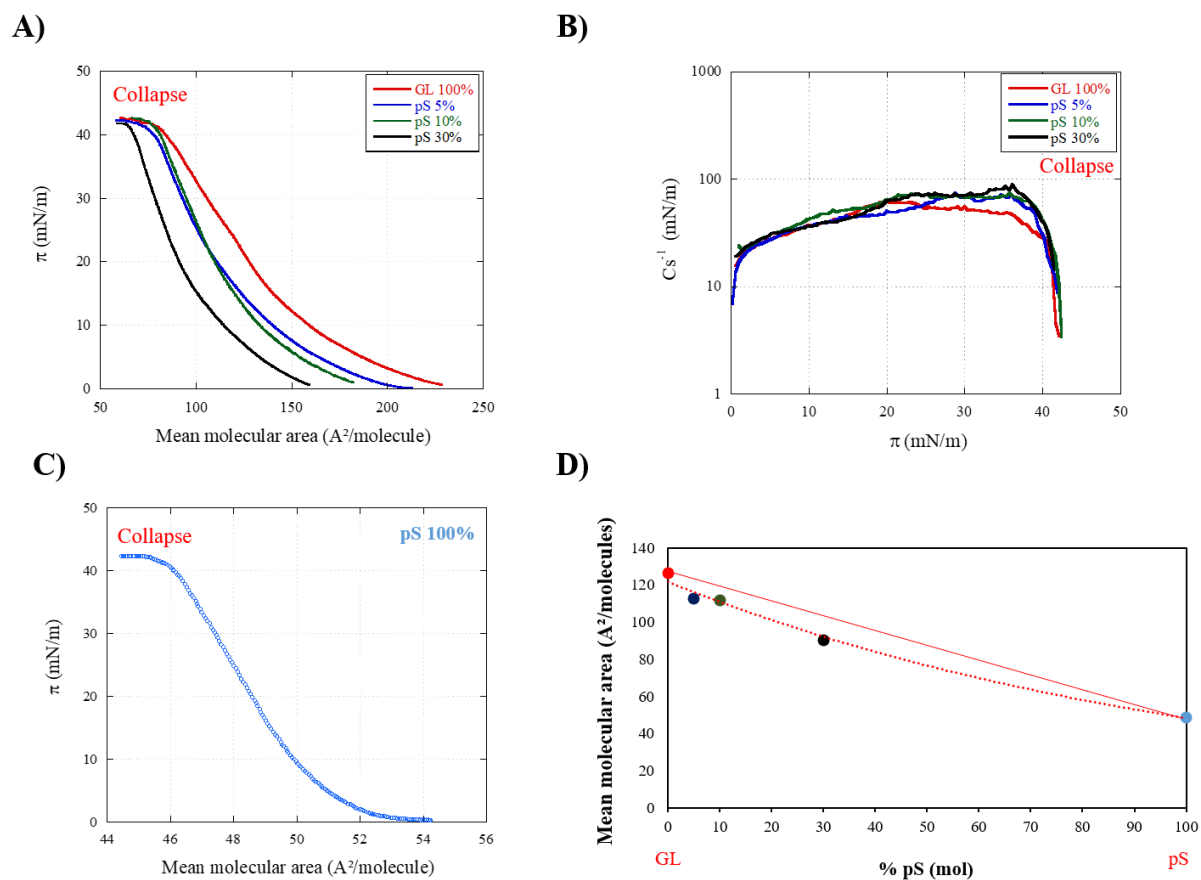 A)
50
40
30
20
10
0
π (mN/m)
Collapse
GL 100%
pS 5%
pS 10%
pS 30%
50
100
150
200
250
Mean molecular area (A²/molecule)
B)
1000
100
10
1
Cs⁻¹ (mN/m)
GL 100%
pS 5%
pS 10%
pS 30%
Collapse
0
10
20
30
40
50
π (mN/m)
C)
50
40
30
20
10
0
π (mN/m)
Collapse
pS 100%
44
46
48
50
52
54
56
Mean molecular area (A²/molecule)
D)
Mean molecular area (A²/molecules)
140
120
100
80
60
40
20
0
0
10
20
30
40
50
60
70
80
90
100
GL
% pS (mol)
pS